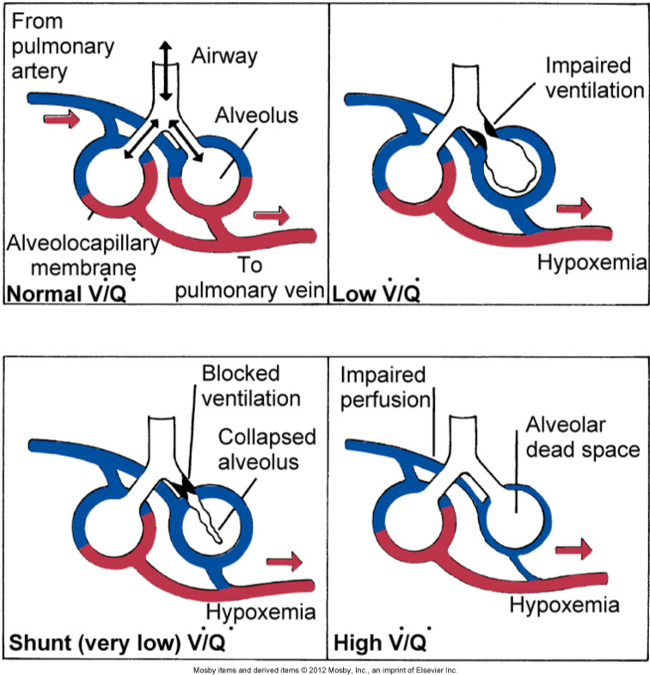 From
pulmonary
artery
Airway
Alveolus
Alveolocapillary
membrane
To
pulmonary vein
Normal V̇/Q̇
Impaired
ventilation
Hypoxemia
Low V̇/Q̇
Blocked
ventilation
Collapsed
alveolus
Hypoxemia
Shunt (very low) V̇/Q̇
Impaired
perfusion
Alveolar
dead space
Hypoxemia
High V̇/Q̇
Mosby items and derived items © 2012 Mosby, Inc., an imprint of Elsevier Inc.